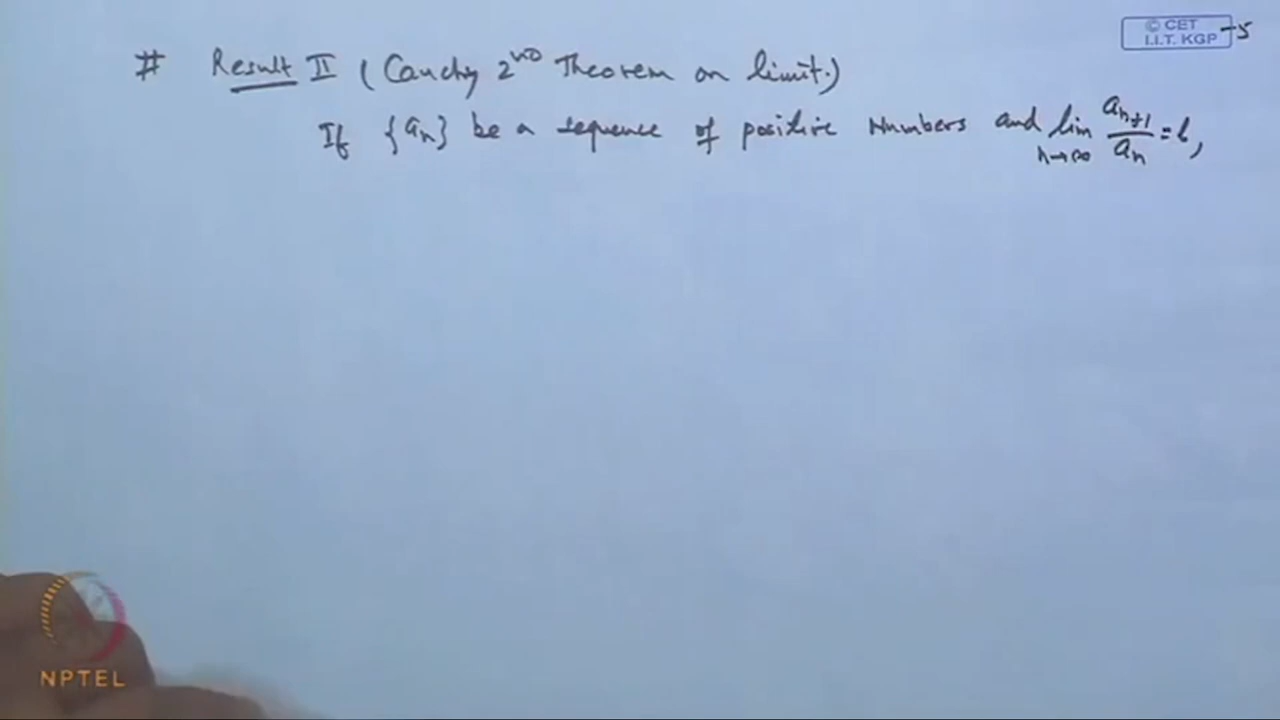 © CET
I.I.T. KGP -5
# Result II (Cauchy 2nd Theorem on limit.)
If {aₙ} be a sequence of positive Numbers and lim n→∞ aₙ₊₁/aₙ = l,
NPTEL